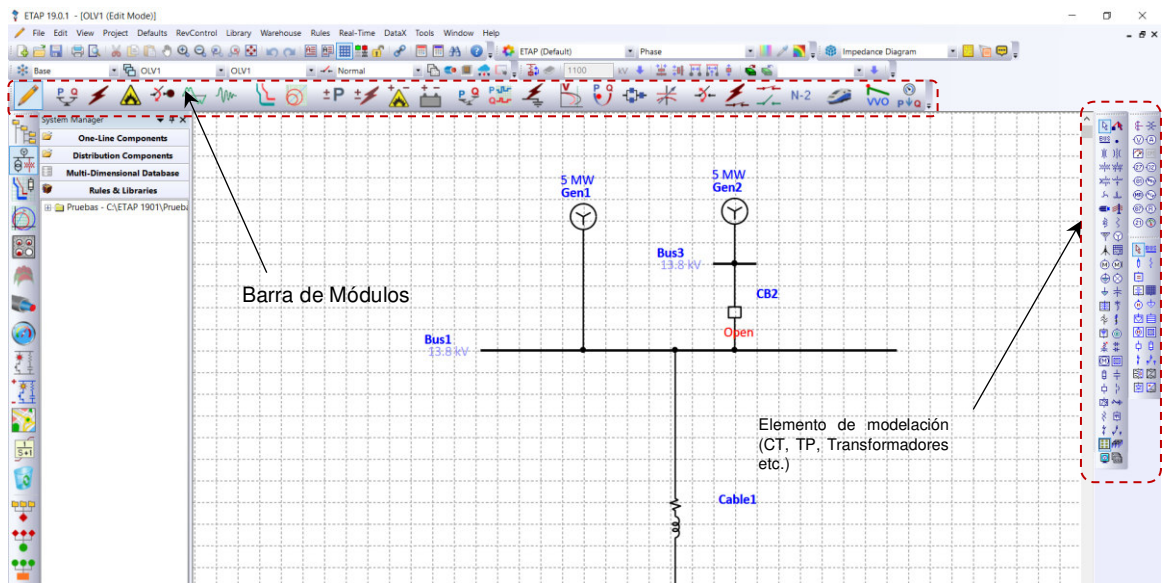 ETAP 19.0.1 - [OLV1 (Edit Mode)]
File Edit View Project Defaults RevControl Library Warehouse Rules Real-Time DataX Tools Window Help
ETAP (Default) Phase Impedance Diagram
Base OLV1 OLV1 Normal 1100 kV
±P N-2 VVO P Q
System Manager
One-Line Components
Distribution Components
Multi-Dimensional Database
Rules & Libraries
Pruebas - C:\ETAP 1901\Prueb
5 MW
Gen1
5 MW
Gen2
Bus3
13.8 kV
CB2
Open
Barra de Módulos
Bus1
13.8 kV
Elemento de modelación
(CT, TP, Transformadores
etc.)
Cable1